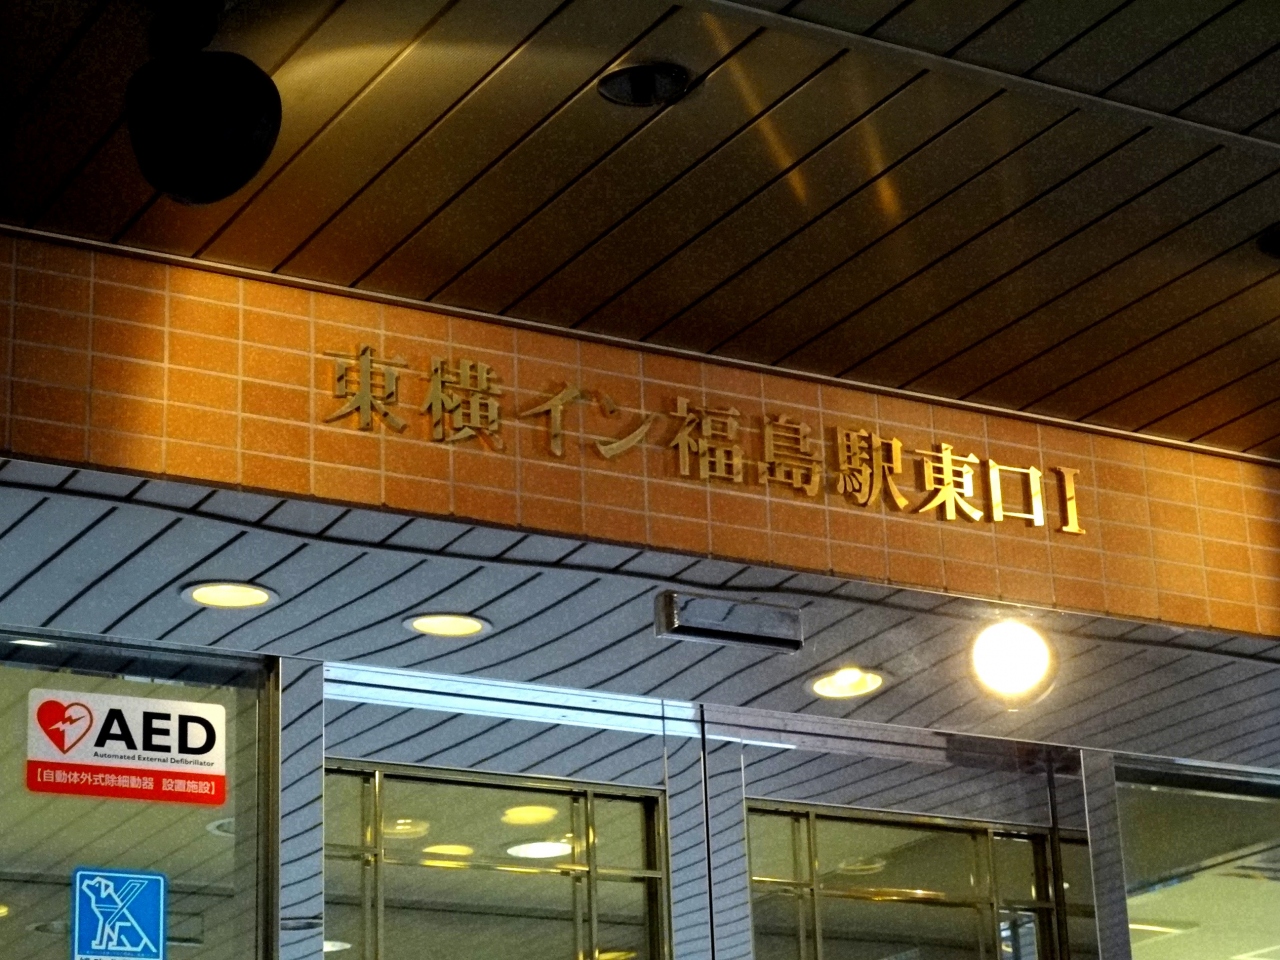 東横イン福島駅東口I
AED
Automated External Defibrillator
【自動体外式除細動器 設置施設】